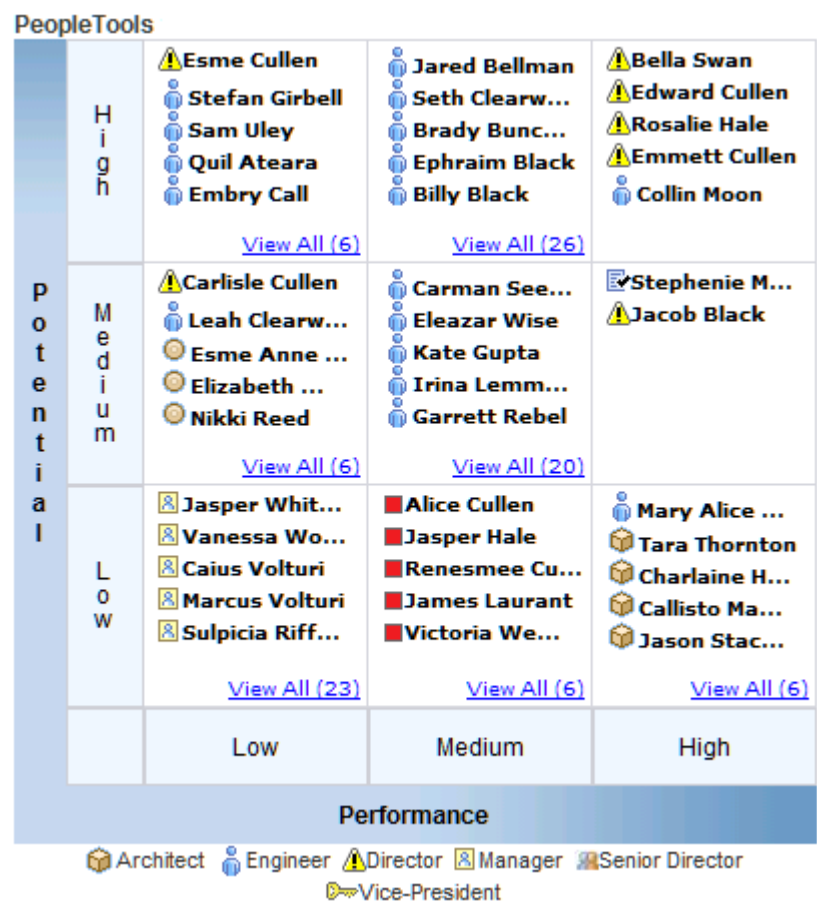 PeopleTools
Potential
High
Esme Cullen
Stefan Girbell
Sam Uley
Quil Ateara
Embry Call
View All (6)
Jared Bellman
Seth Clearw...
Brady Bunc...
Ephraim Black
Billy Black
View All (26)
Bella Swan
Edward Cullen
Rosalie Hale
Emmett Cullen
Collin Moon
Medium
Carlisle Cullen
Leah Clearw...
Esme Anne ...
Elizabeth ...
Nikki Reed
View All (6)
Carman See...
Eleazar Wise
Kate Gupta
Irina Lemm...
Garrett Rebel
View All (20)
Stephenie M...
Jacob Black
Low
Jasper Whit...
Vanessa Wo...
Caius Volturi
Marcus Volturi
Sulpicia Riff...
View All (23)
Alice Cullen
Jasper Hale
Renesmee Cu...
James Laurant
Victoria We...
View All (6)
Mary Alice ...
Tara Thornton
Charlaine H...
Callisto Ma...
Jason Stac...
View All (6)
Low Medium High
Performance
Architect Engineer Director Manager Senior Director
Vice-President